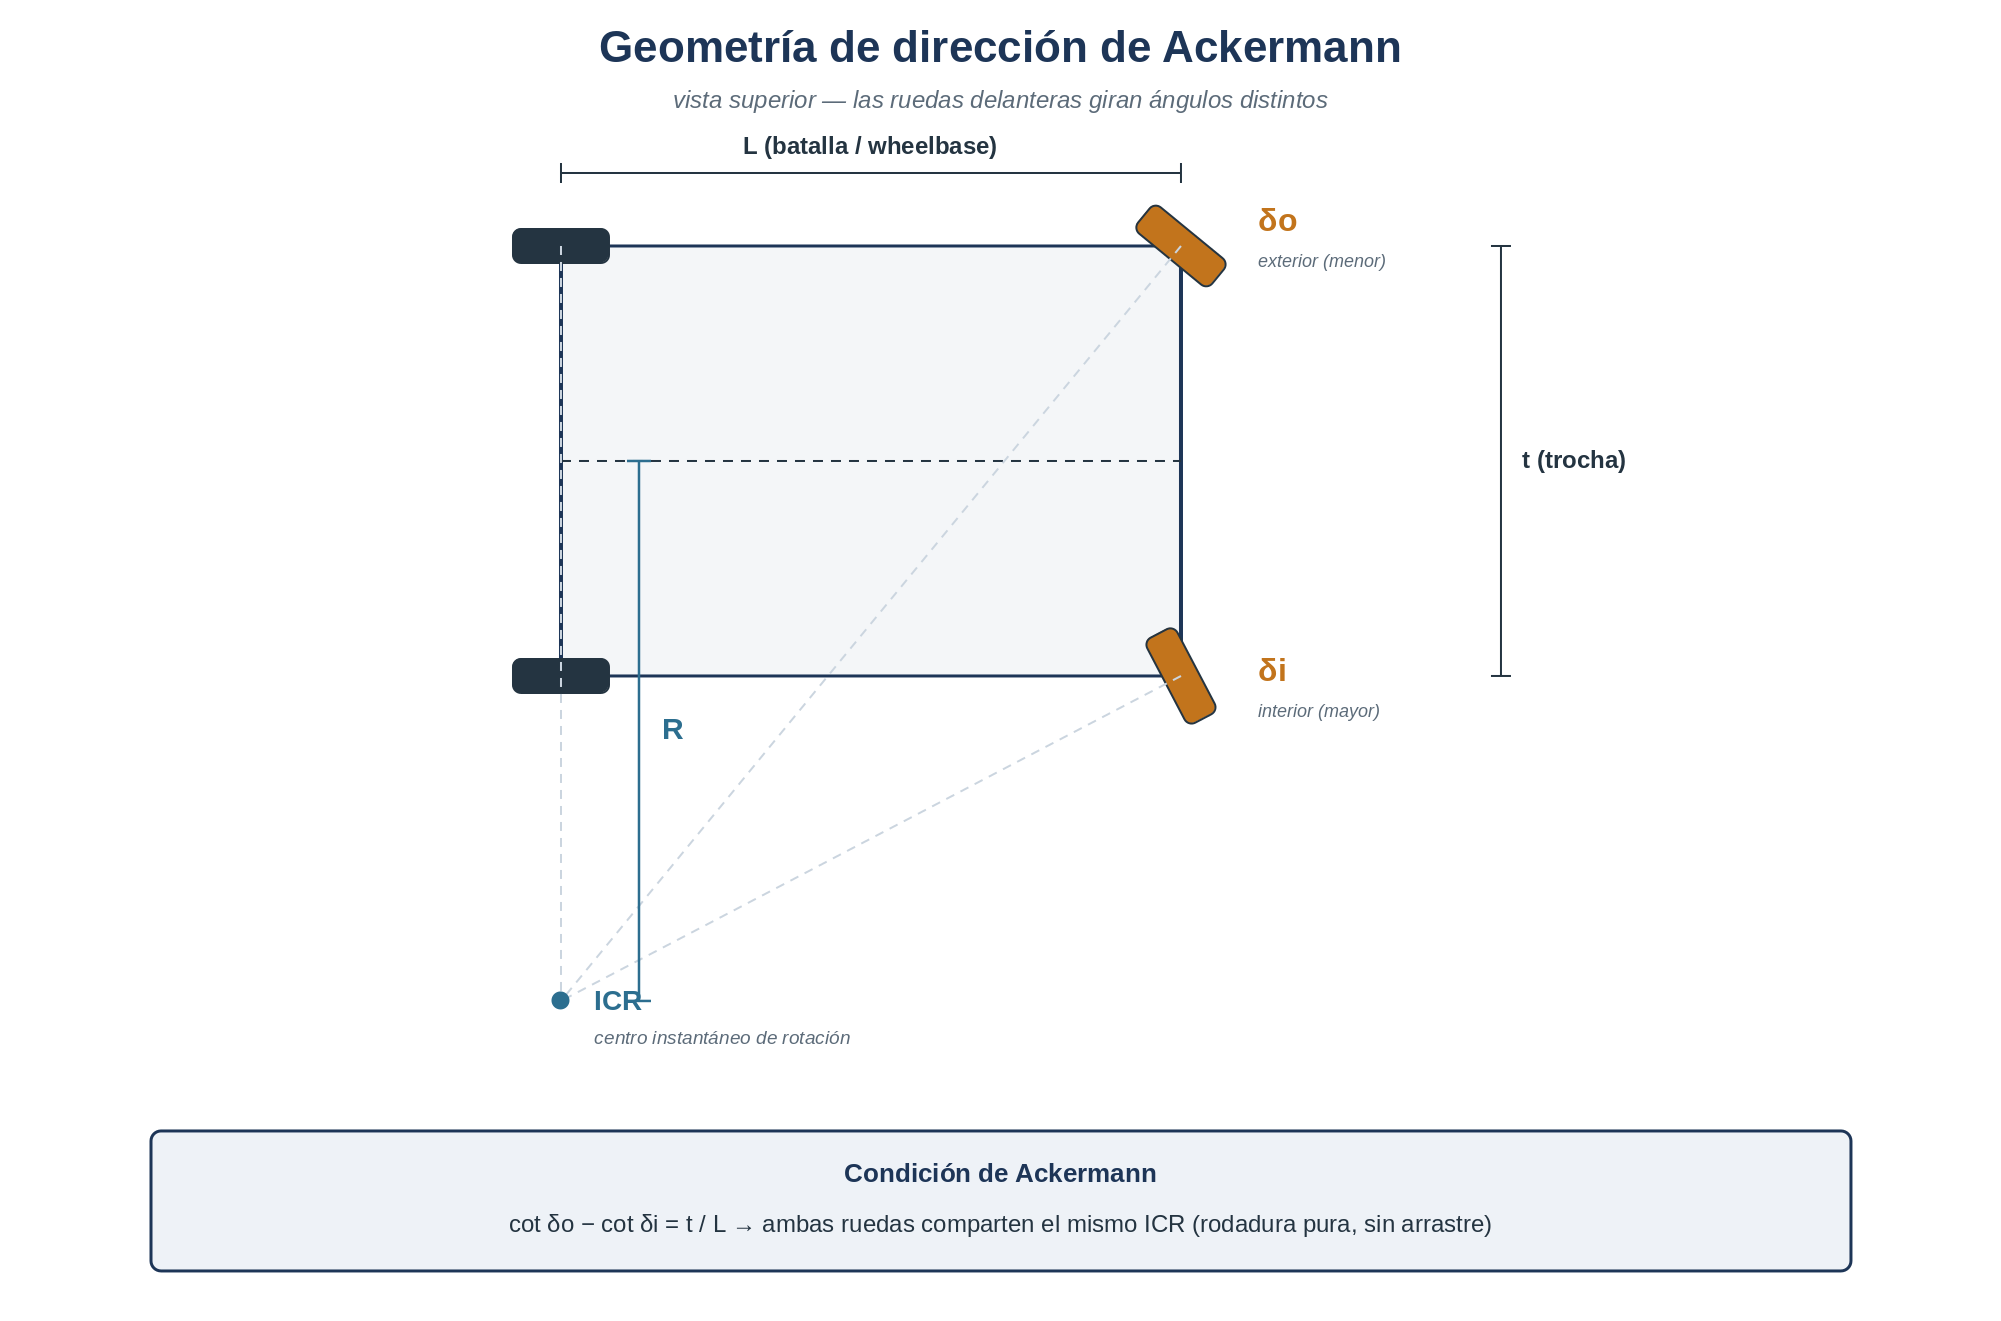 Geometría de dirección de Ackermann
vista superior — las ruedas delanteras giran ángulos distintos
L (batalla / wheelbase)
δo
exterior (menor)
t (trocha)
δi
interior (mayor)
R
ICR
centro instantáneo de rotación
Condición de Ackermann
cot δo − cot δi = t / L → ambas ruedas comparten el mismo ICR (rodadura pura, sin arrastre)